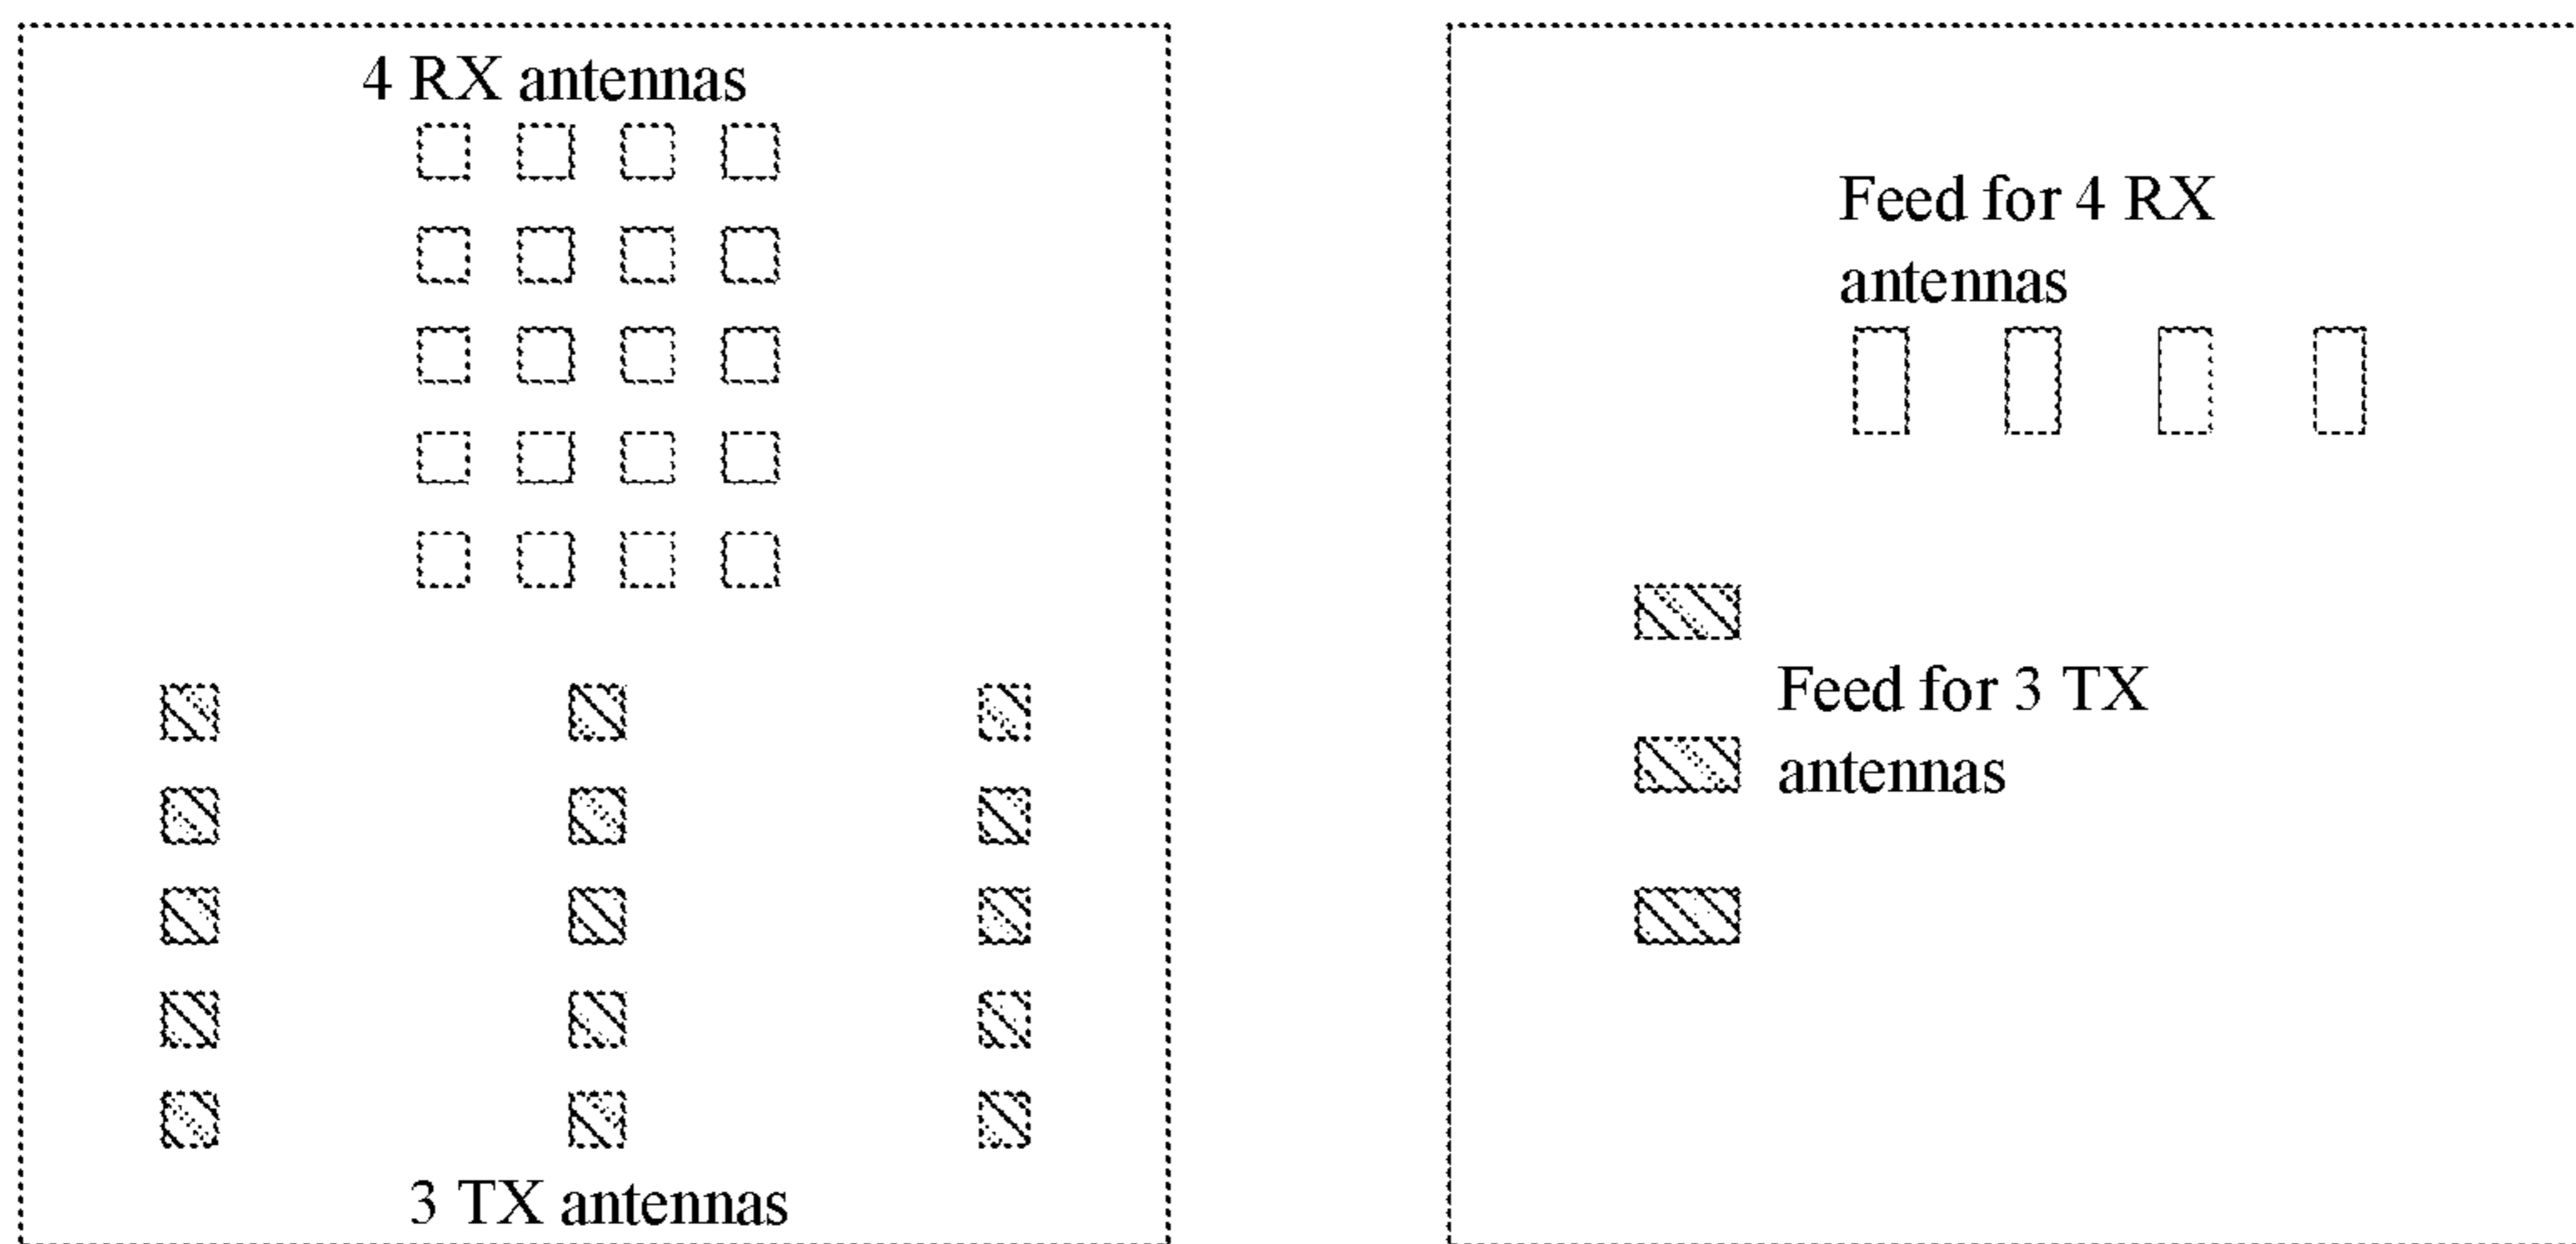 4 RX antennas
3 TX antennas
Feed for 4 RX
antennas
Feed for 3 TX
antennas